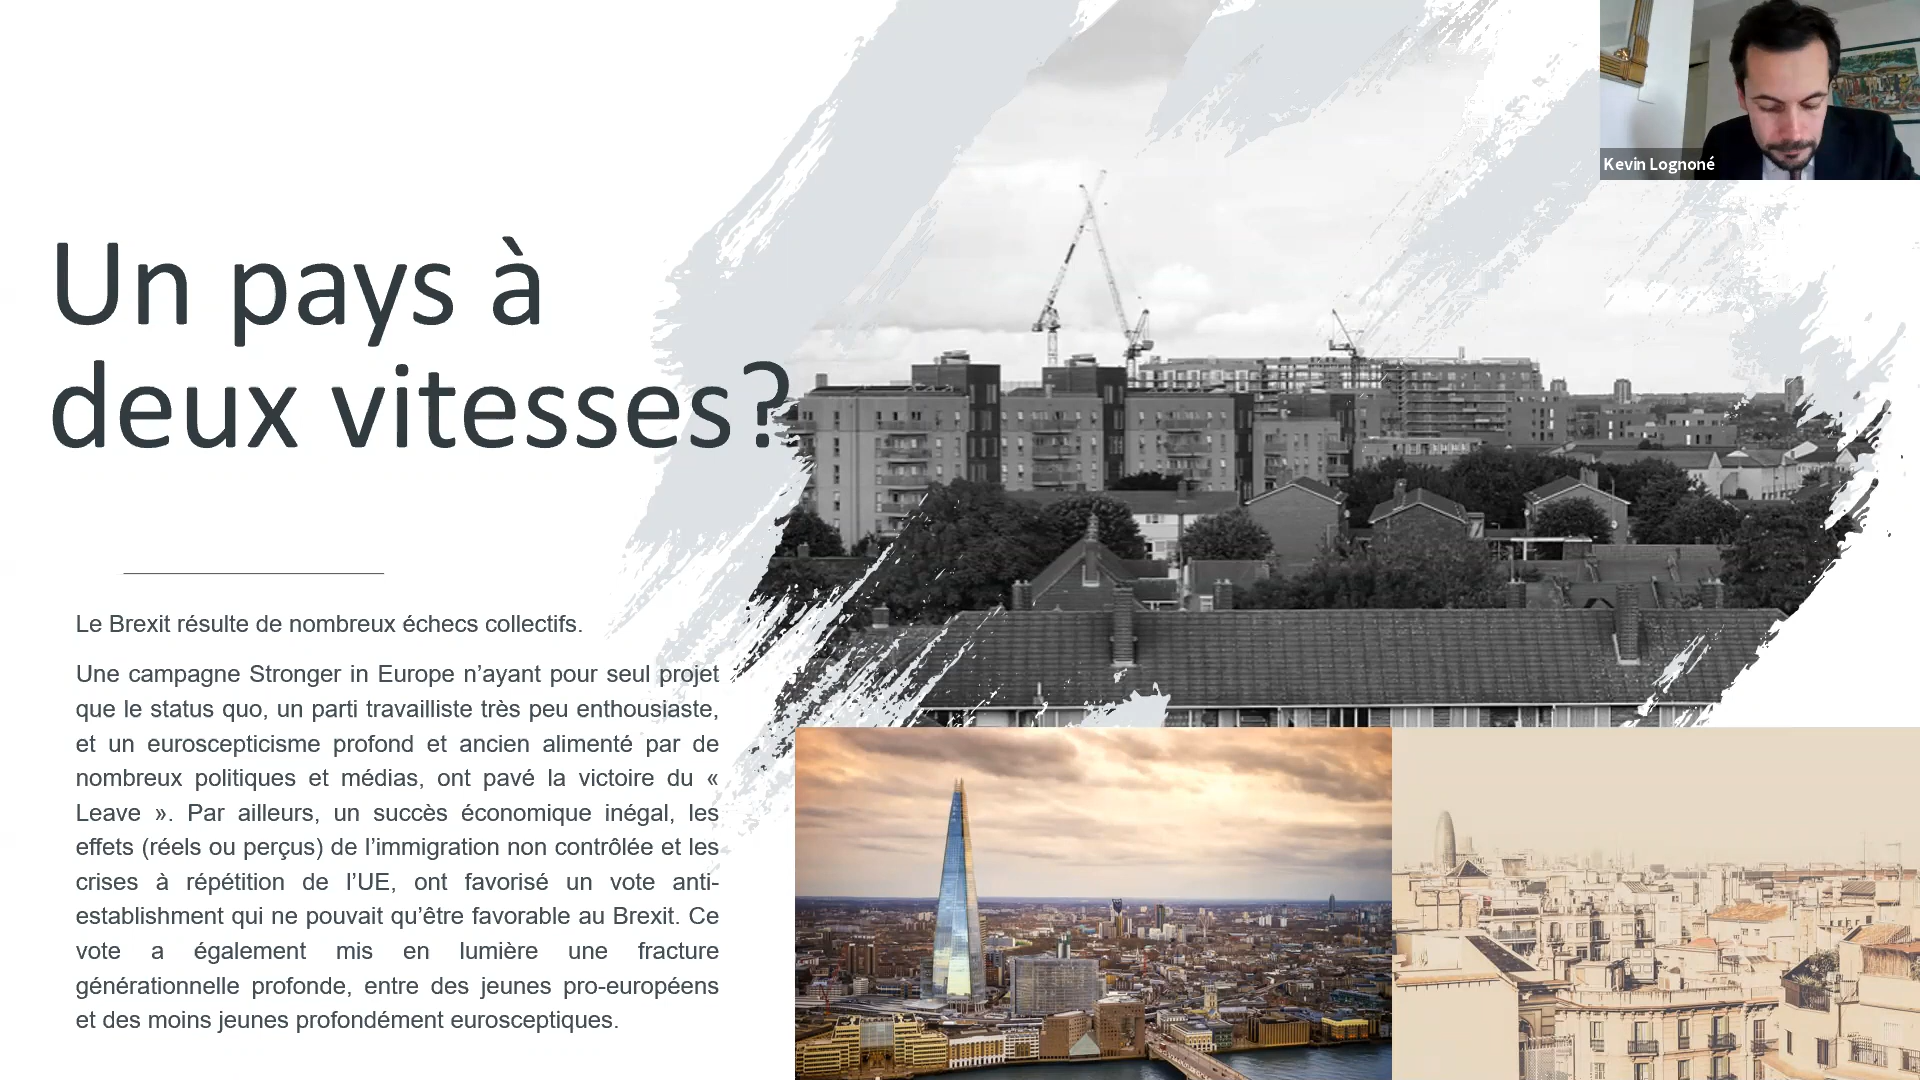 Kevin Lognoné
Un pays à
deux vitesses?
Le Brexit résulte de nombreux échecs collectifs.
Une campagne Stronger in Europe n’ayant pour seul projet
que le status quo, un parti travailliste très peu enthousiaste,
et un euroscepticisme profond et ancien alimenté par de
nombreux politiques et médias, ont pavé la victoire du «
Leave ». Par ailleurs, un succès économique inégal, les
effets (réels ou perçus) de l’immigration non contrôlée et les
crises à répétition de l’UE, ont favorisé un vote anti-
establishment qui ne pouvait qu’être favorable au Brexit. Ce
vote a également mis en lumière une fracture
générationnelle profonde, entre des jeunes pro-européens
et des moins jeunes profondément eurosceptiques.